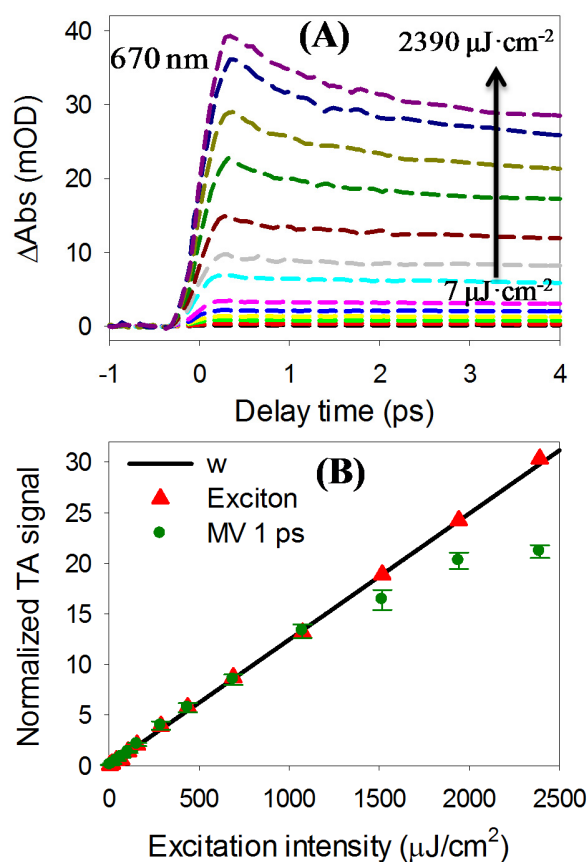 (A)
2390 µJ·cm-2
670 nm
40
30
20
10
0
ΔAbs (mOD)
7 µJ·cm-2
-1 0 1 2 3 4
Delay time (ps)
(B)
w
Exciton
MV 1 ps
30
25
20
15
10
5
0
Normalized TA signal
0 500 1000 1500 2000 2500
Excitation intensity (µJ/cm2)